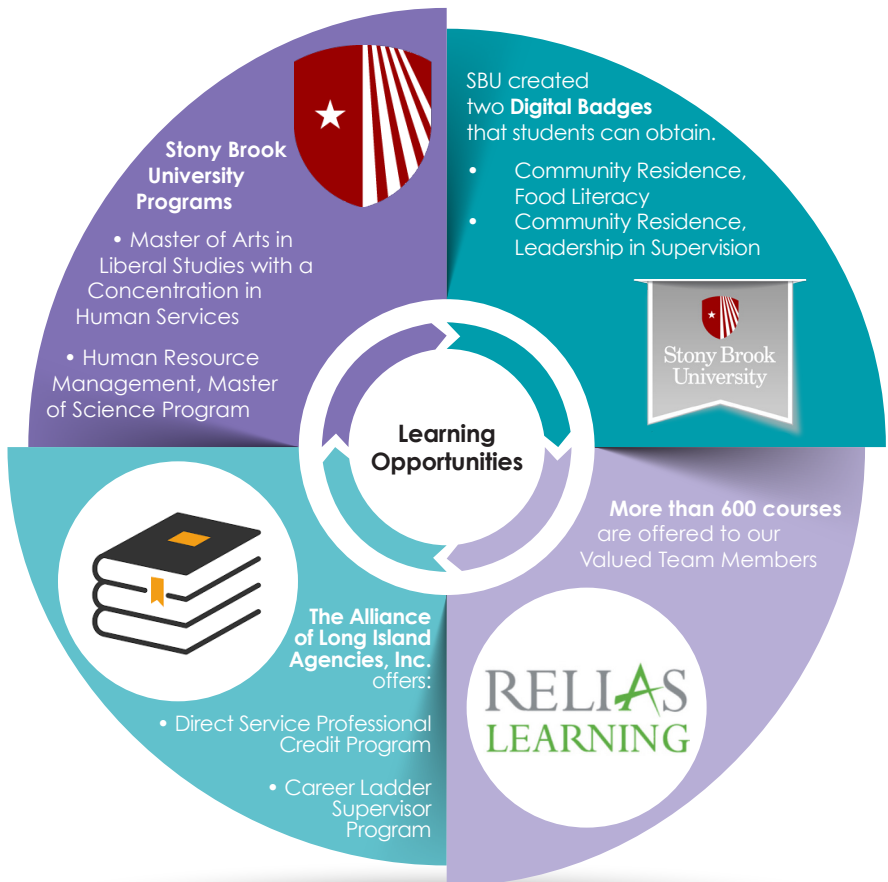 Stony Brook
University
Programs
• Master of Arts in
Liberal Studies with a
Concentration in
Human Services
• Human Resource
Management, Master
of Science Program
SBU created
two Digital Badges
that students can obtain.
• Community Residence,
Food Literacy
• Community Residence,
Leadership in Supervision
Stony Brook
University
Learning
Opportunities
More than 600 courses
are offered to our
Valued Team Members
RELIAS
LEARNING
The Alliance
of Long Island
Agencies, Inc.
offers:
• Direct Service Professional
Credit Program
• Career Ladder
Supervisor
Program